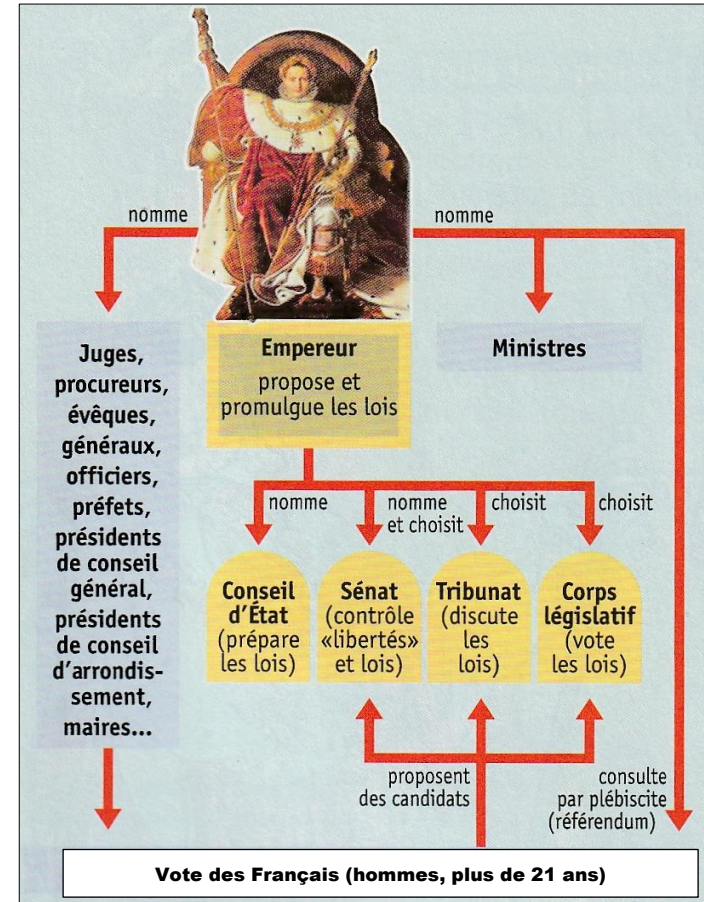 nomme
nomme
Juges,
procureurs,
évêques,
généraux,
officiers,
préfets,
présidents
de conseil
général,
présidents
de conseil
d'arrondis-
sement,
maires...
Empereur
propose et
promulgue les lois
Ministres
nomme
nomme
et choisit
choisit
choisit
Conseil
d'État
(prépare
les lois)
Sénat
(contrôle
«libertés»
et lois)
Tribunat
(discute
les
lois)
Corps
législatif
(vote
les lois)
proposent
des candidats
consulte
par plébiscite
(référendum)
Vote des Français (hommes, plus de 21 ans)